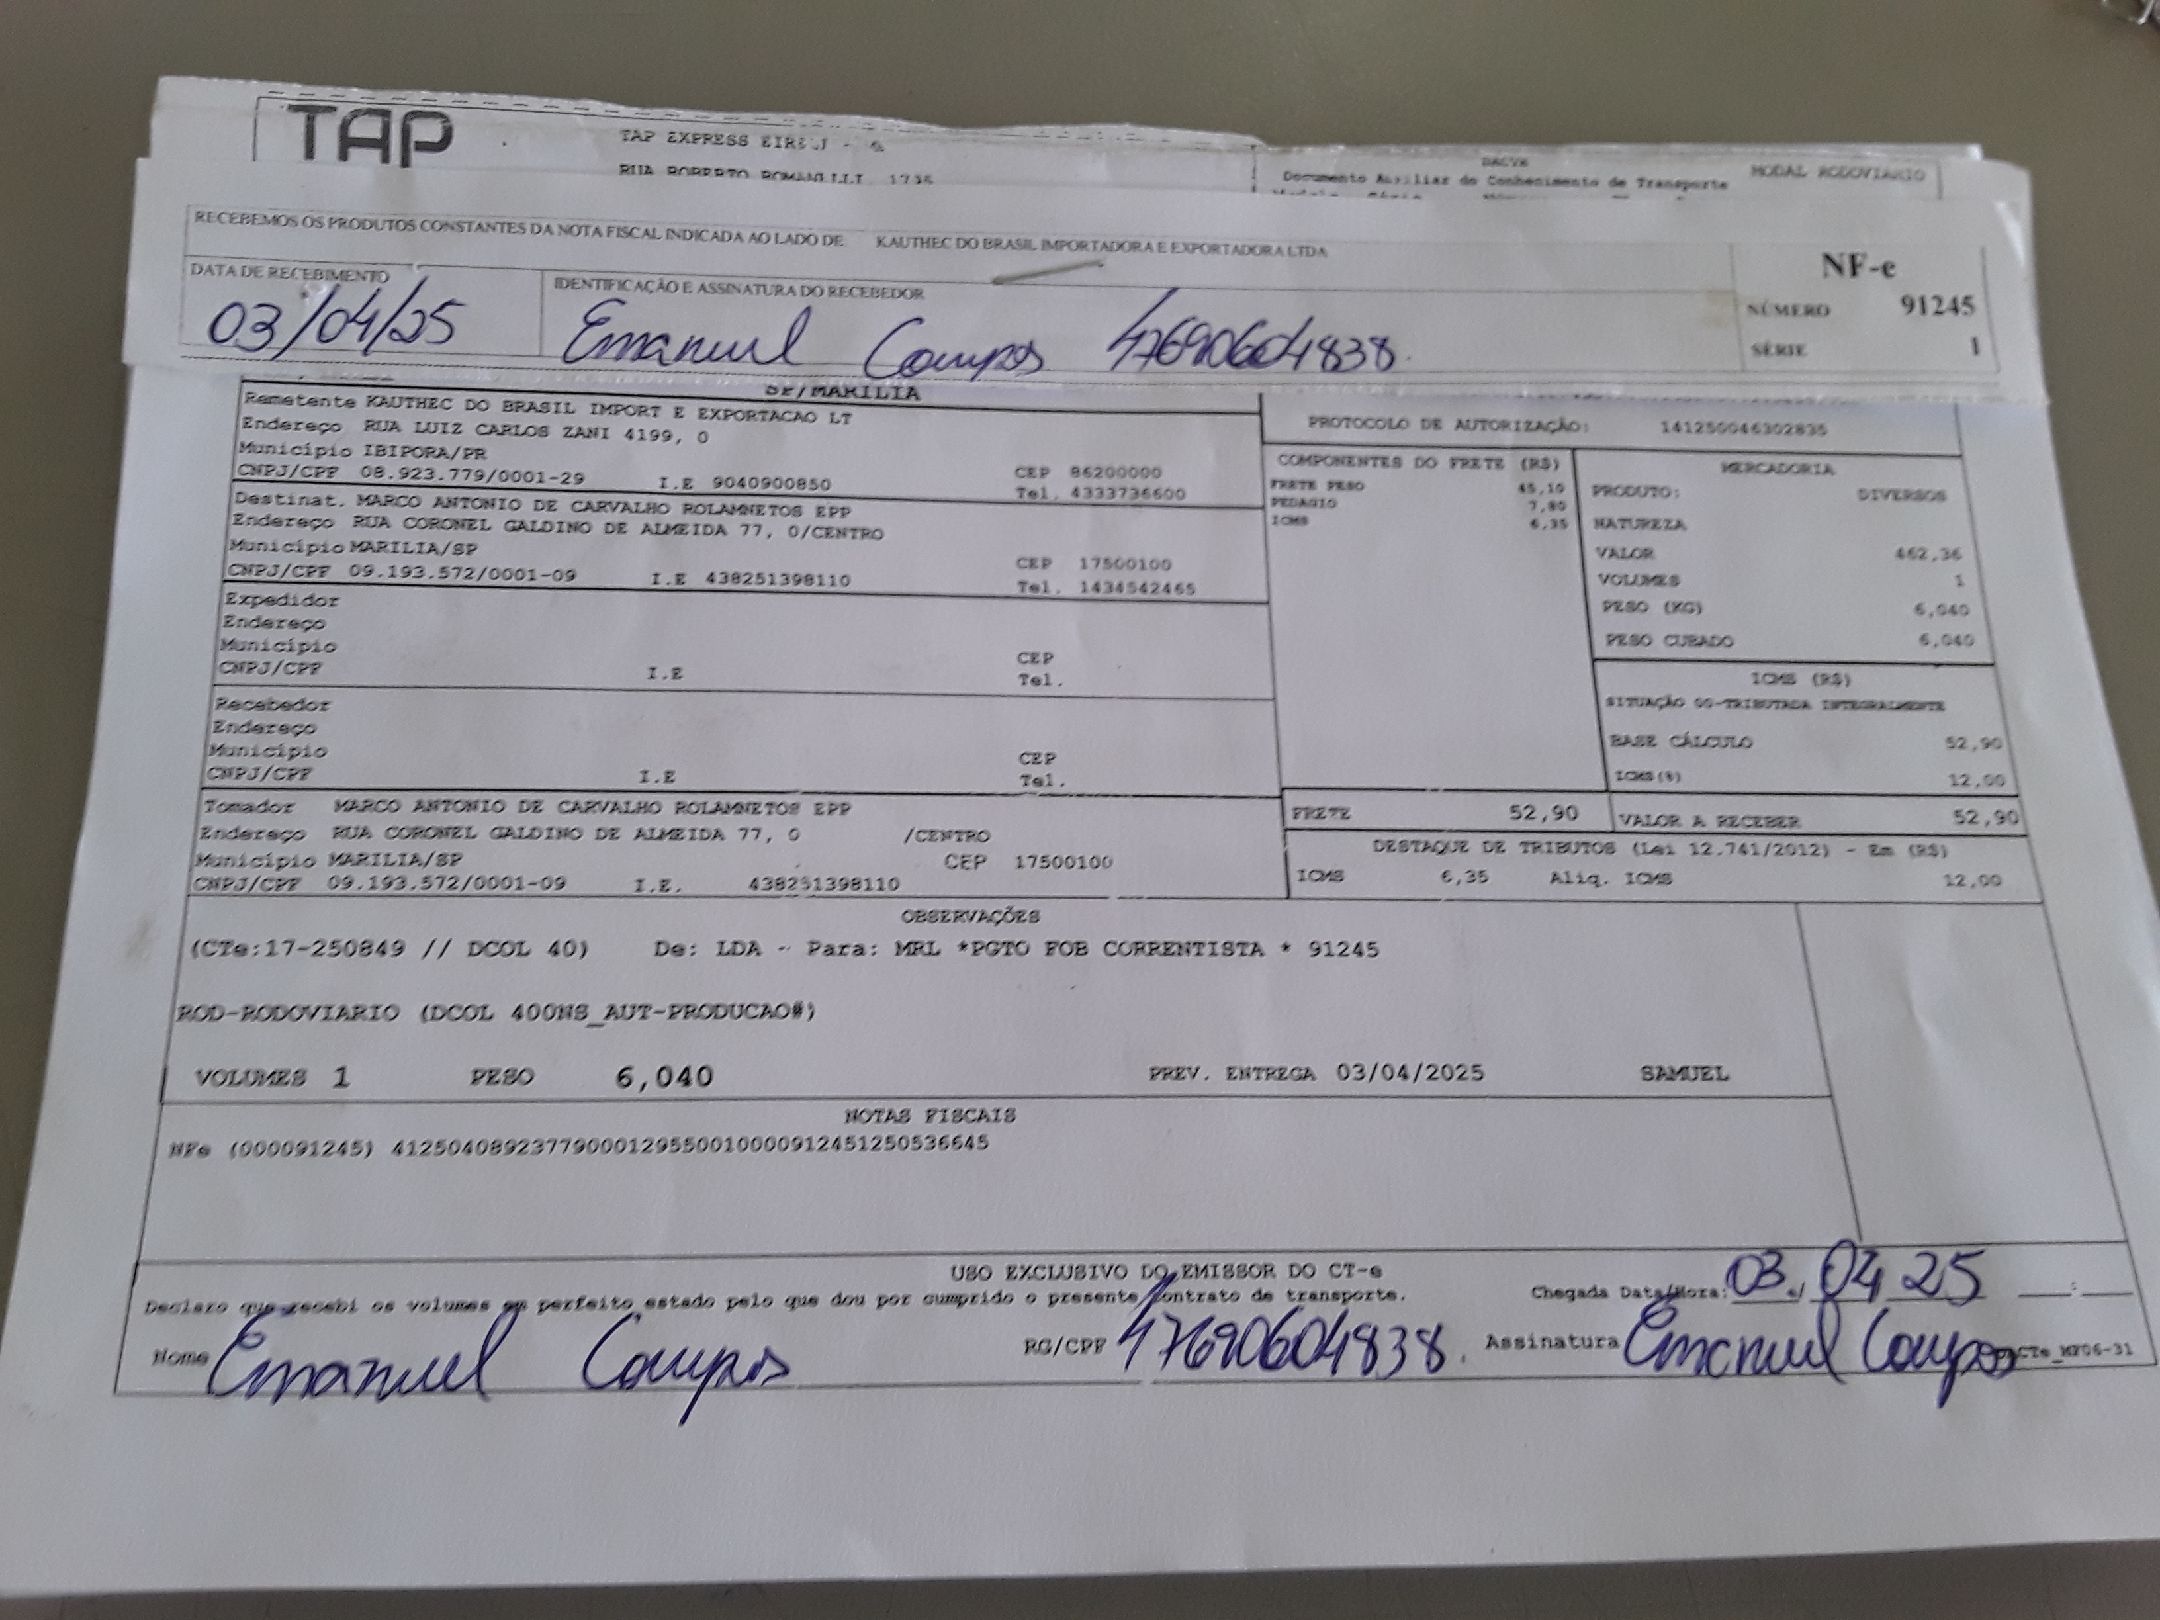 TAP
TAP EXPRESS EIRELI -
RUA ROBERTO ROMANILLI, 1735
DACTE
Documento Auxiliar do Conhecimento de Transporte
MODAL RODOVIARIO
RECEBEMOS OS PRODUTOS CONSTANTES DA NOTA FISCAL INDICADA AO LADO DE KAUTHEC DO BRASIL IMPORTADORA E EXPORTADORA LTDA
DATA DE RECEBIMENTO
03/04/25
IDENTIFICAÇÃO E ASSINATURA DO RECEBEDOR
Emanuel Campos 47690604838
NF-e
NÚMERO 91245
SÉRIE 1
SP/MARILIA
Remetente KAUTHEC DO BRASIL IMPORT E EXPORTACAO LT
Endereço RUA LUIZ CARLOS ZANI 4199, 0
Município IBIPORA/PR
CNPJ/CPF 08.923.779/0001-29 I.E 9040900850
CEP 86200000
Tel. 4333736600
Destinat. MARCO ANTONIO DE CARVALHO ROLAMNETOS EPP
Endereço RUA CORONEL GALDINO DE ALMEIDA 77, 0/CENTRO
Município MARILIA/SP
CNPJ/CPF 09.193.572/0001-09 I.E 438251398110
CEP 17500100
Tel. 1434542465
Expedidor
Endereço
Município
CNPJ/CPF I.E
CEP
Tel.
Recebedor
Endereço
Município
CNPJ/CPF I.E
CEP
Tel.
Tomador MARCO ANTONIO DE CARVALHO ROLAMNETOS EPP
Endereço RUA CORONEL GALDINO DE ALMEIDA 77, 0 /CENTRO
Município MARILIA/SP CEP 17500100
CNPJ/CPF 09.193.572/0001-09 I.E. 438251398110
PROTOCOLO DE AUTORIZAÇÃO: 141250046302835
COMPONENTES DO FRETE (R$)
FRETE PESO 45,10
PEDAGIO 7,80
ICMS 6,35
MERCADORIA
PRODUTO: DIVERSOS
NATUREZA
VALOR 462,36
VOLUMES 1
PESO (KG) 6,040
PESO CUBADO 6,040
ICMS (R$)
SITUAÇÃO 00-TRIBUTADA INTEGRALMENTE
BASE CÁLCULO 52,90
ICMS(%) 12,00
FRETE 52,90
VALOR A RECEBER 52,90
DESTAQUE DE TRIBUTOS (Lei 12.741/2012) - Em (R$)
ICMS 6,35 Aliq. ICMS 12,00
OBSERVAÇÕES
(CTe:17-250849 // DCOL 40) De: LDA - Para: MRL *PGTO FOB CORRENTISTA * 91245
ROD-RODOVIARIO (DCOL 400NS_AUT-PRODUCAO#)
VOLUMES 1 PESO 6,040 PREV. ENTREGA 03/04/2025 SAMUEL
NOTAS FISCAIS
NFe (000091245) 41250408923779000129550010000912451250536645
USO EXCLUSIVO DO EMISSOR DO CT-e
Declaro que recebi os volumes em perfeito estado pelo que dou por cumprido o presente contrato de transporte.
Chegada Data/Hora: 03 / 04 25 :
Nome Emanuel Campos RG/CPF 47690604838. Assinatura Emanuel Campos DACTe_MF06-31